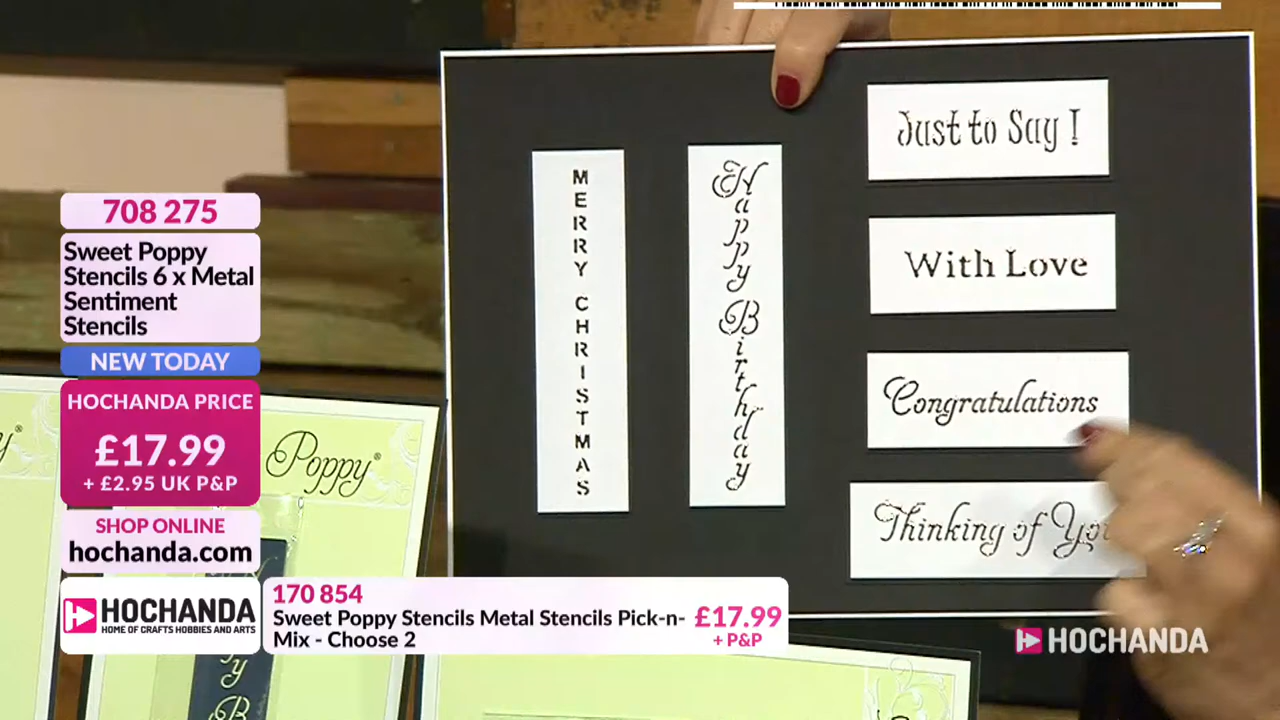 708 275
Sweet Poppy
Stencils 6 x Metal
Sentiment
Stencils
NEW TODAY
HOCHANDA PRICE
£17.99
+ £2.95 UK P&P
SHOP ONLINE
hochanda.com
HOCHANDA
HOME OF CRAFTS HOBBIES AND ARTS
170 854
Sweet Poppy Stencils Metal Stencils Pick-n-
Mix - Choose 2
£17.99
+ P&P
MERRY CHRISTMAS
Happy Birthday
Just to Say !
With Love
Congratulations
Thinking of You
Poppy®
HOCHANDA